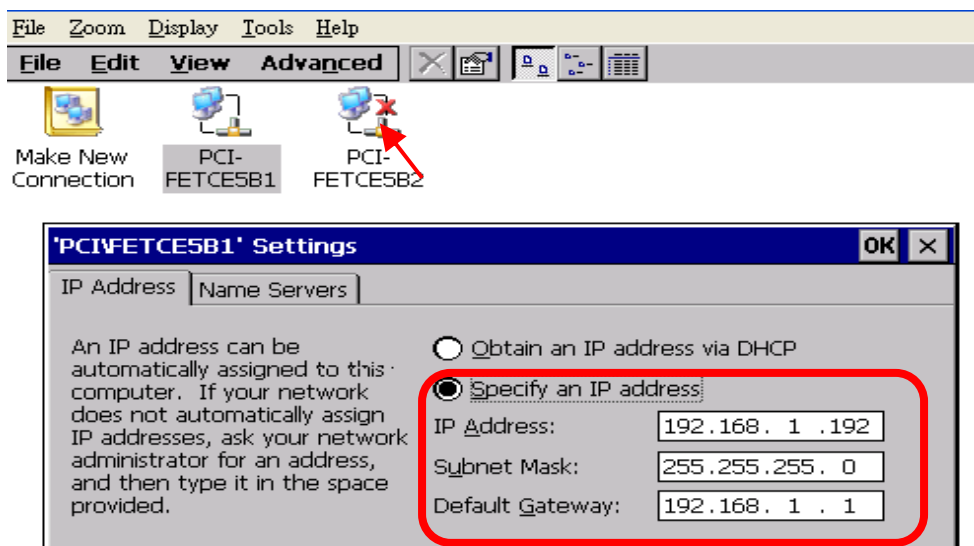 File Zoom Display Tools Help
File Edit View Advanced
Make New Connection
PCI-FETCE5B1
PCI-FETCE5B2
'PCI\FETCE5B1' Settings OK ×
IP Address Name Servers
An IP address can be
automatically assigned to this
computer. If your network
does not automatically assign
IP addresses, ask your network
administrator for an address,
and then type it in the space
provided.
Obtain an IP address via DHCP
Specify an IP address
IP Address: 192.168. 1 .192
Subnet Mask: 255.255.255. 0
Default Gateway: 192.168. 1 . 1